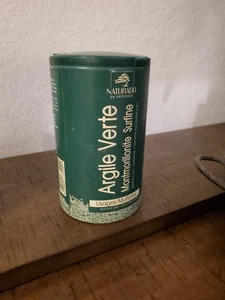 NATURADO
EN PROVENCE
Argile Verte
Montmorillonite Surfine
Usages Multiples